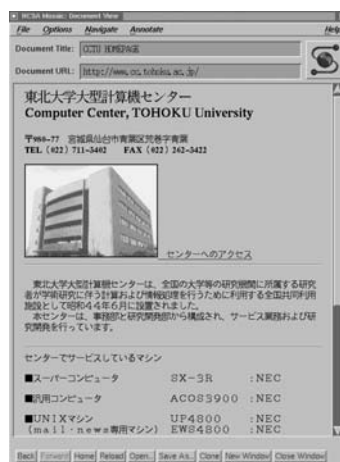 NCSA Mosaic: Document View
File Options Navigate Annotate Help
Document Title: CCTU HOMEPAGE
Document URL: http://www.cc.tohoku.ac.jp/
東北大学大型計算機センター
Computer Center, TOHOKU University
〒980-77 宮城県仙台市青葉区荒巻字青葉
TEL (022) 711-3402 FAX (022) 262-3422
センターへのアクセス
東北大学大型計算機センターは、全国の大学等の研究機関に所属する研究
者が学術研究に伴う計算および情報処理を行うために利用する全国共同利用
施設として昭和44年6月に設置されました。
本センターは、事務部と研究開発部から構成され、サービス業務および研
究開発を行っています。
センターでサービスしているマシン
■スーパーコンピュータ SX-3R :NEC
■汎用コンピュータ ACOS3900 :NEC
■UNIXマシン UP4800 :NEC
(mail・news専用マシン) EWS4800 :NEC
Back Forward Home Reload Open... Save As... Clone New Window Close Window